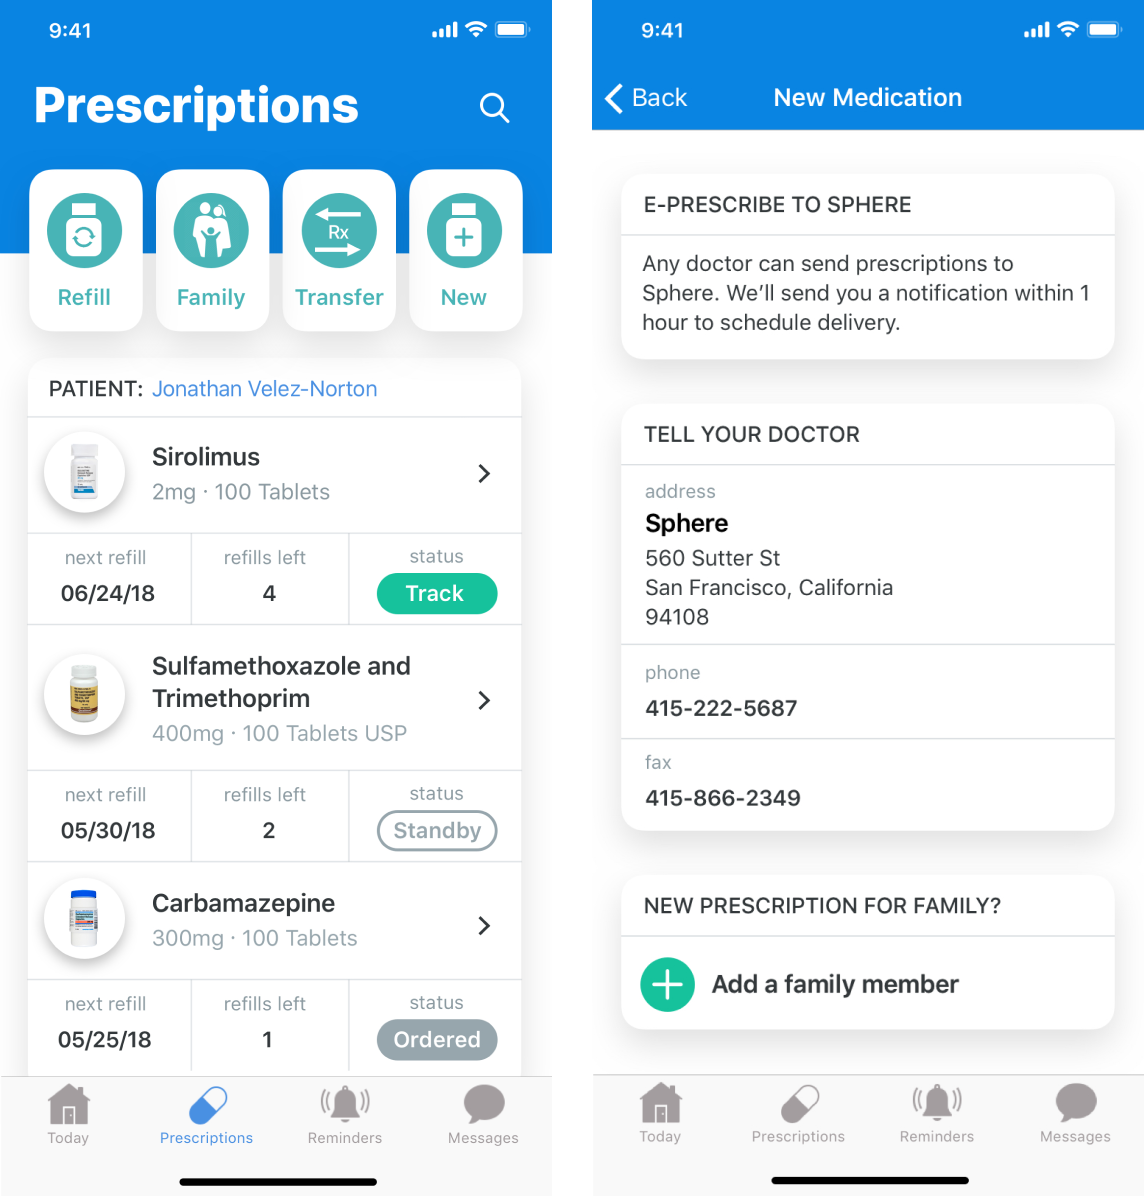 9:41
Prescriptions
Refill
Family
Rx
Transfer
New
PATIENT: Jonathan Velez-Norton
Sirolimus
2mg · 100 Tablets
next refill
06/24/18
refills left
4
status
Track
Sulfamethoxazole and
Trimethoprim
400mg · 100 Tablets USP
next refill
05/30/18
refills left
2
status
Standby
Carbamazepine
300mg · 100 Tablets
next refill
05/25/18
refills left
1
status
Ordered
Today
Prescriptions
Reminders
Messages
9:41
Back
New Medication
E-PRESCRIBE TO SPHERE
Any doctor can send prescriptions to
Sphere. We’ll send you a notification within 1
hour to schedule delivery.
TELL YOUR DOCTOR
address
Sphere
560 Sutter St
San Francisco, California
94108
phone
415-222-5687
fax
415-866-2349
NEW PRESCRIPTION FOR FAMILY?
Add a family member
Today
Prescriptions
Reminders
Messages